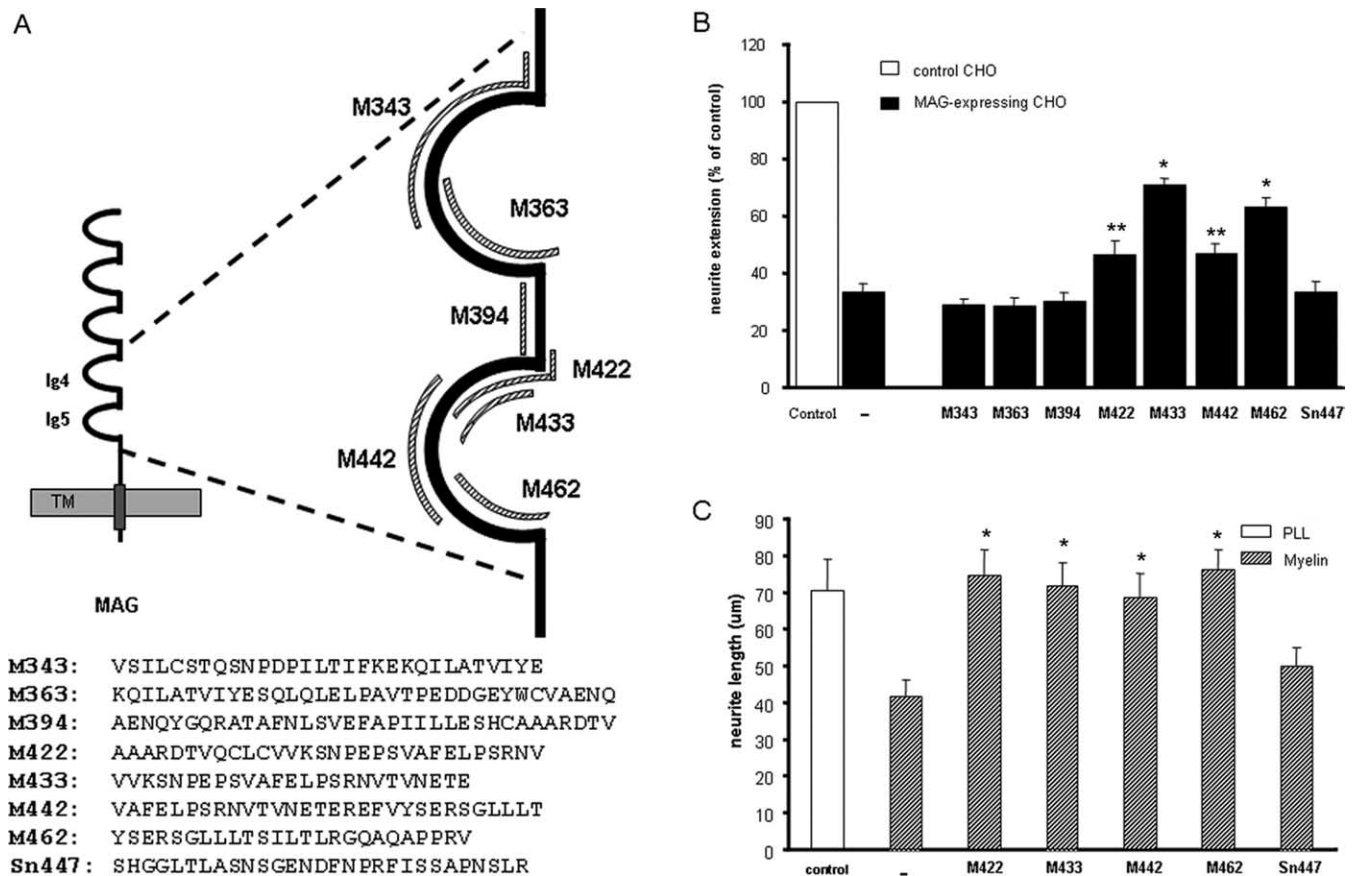 A
M343
M363
M394
M422
M433
M442
M462
Ig4
Ig5
TM
MAG
M343: VSILCSTQSNPDPILTIFKEKQILATVIYE
M363: KQILATVIYESQLQLELPAVTPEDDGEYWCVAENQ
M394: AENQYGQRATAFNLSVEFAPIILLESHCAAARDTV
M422: AAARDTVQCLCVVKSNPEPSVAFELPSRNV
M433: VVKSNPEPSVAFELPSRNVTVNETE
M442: VAFELPSRNVTVNETEREFVYSERSGLLLT
M462: YSERSGLLLTSILTLRGQAQAPPRV
Sn447: SHGGLTLASNSGENDFNPRFISSAPNSLR
B
neurite extension (% of control)
120
100
80
60
40
20
0
control CHO
MAG-expressing CHO
** * ** *
Control – M343 M363 M394 M422 M433 M442 M462 Sn447
C
neurite length (um)
90
80
70
60
50
40
30
20
10
0
PLL
Myelin
* * * *
control – M422 M433 M442 M462 Sn447